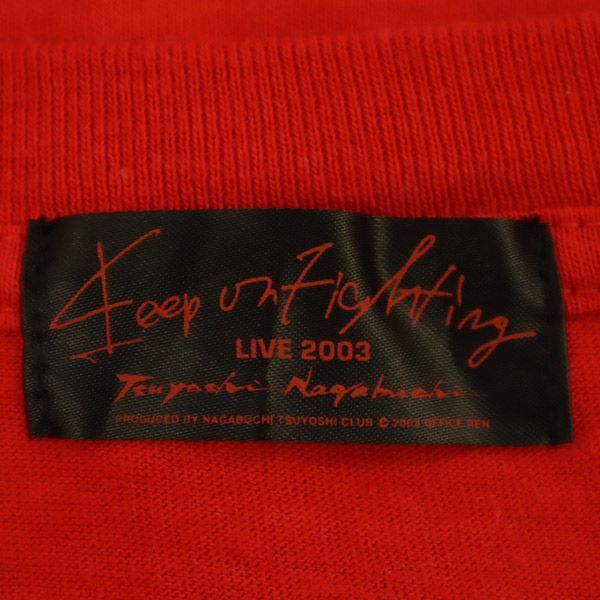 Keep on Fighting
LIVE 2003
Tsuyoshi Nagabuchi
PRODUCED BY NAGABUCHI TSUYOSHI CLUB © 2003 OFFICE REN